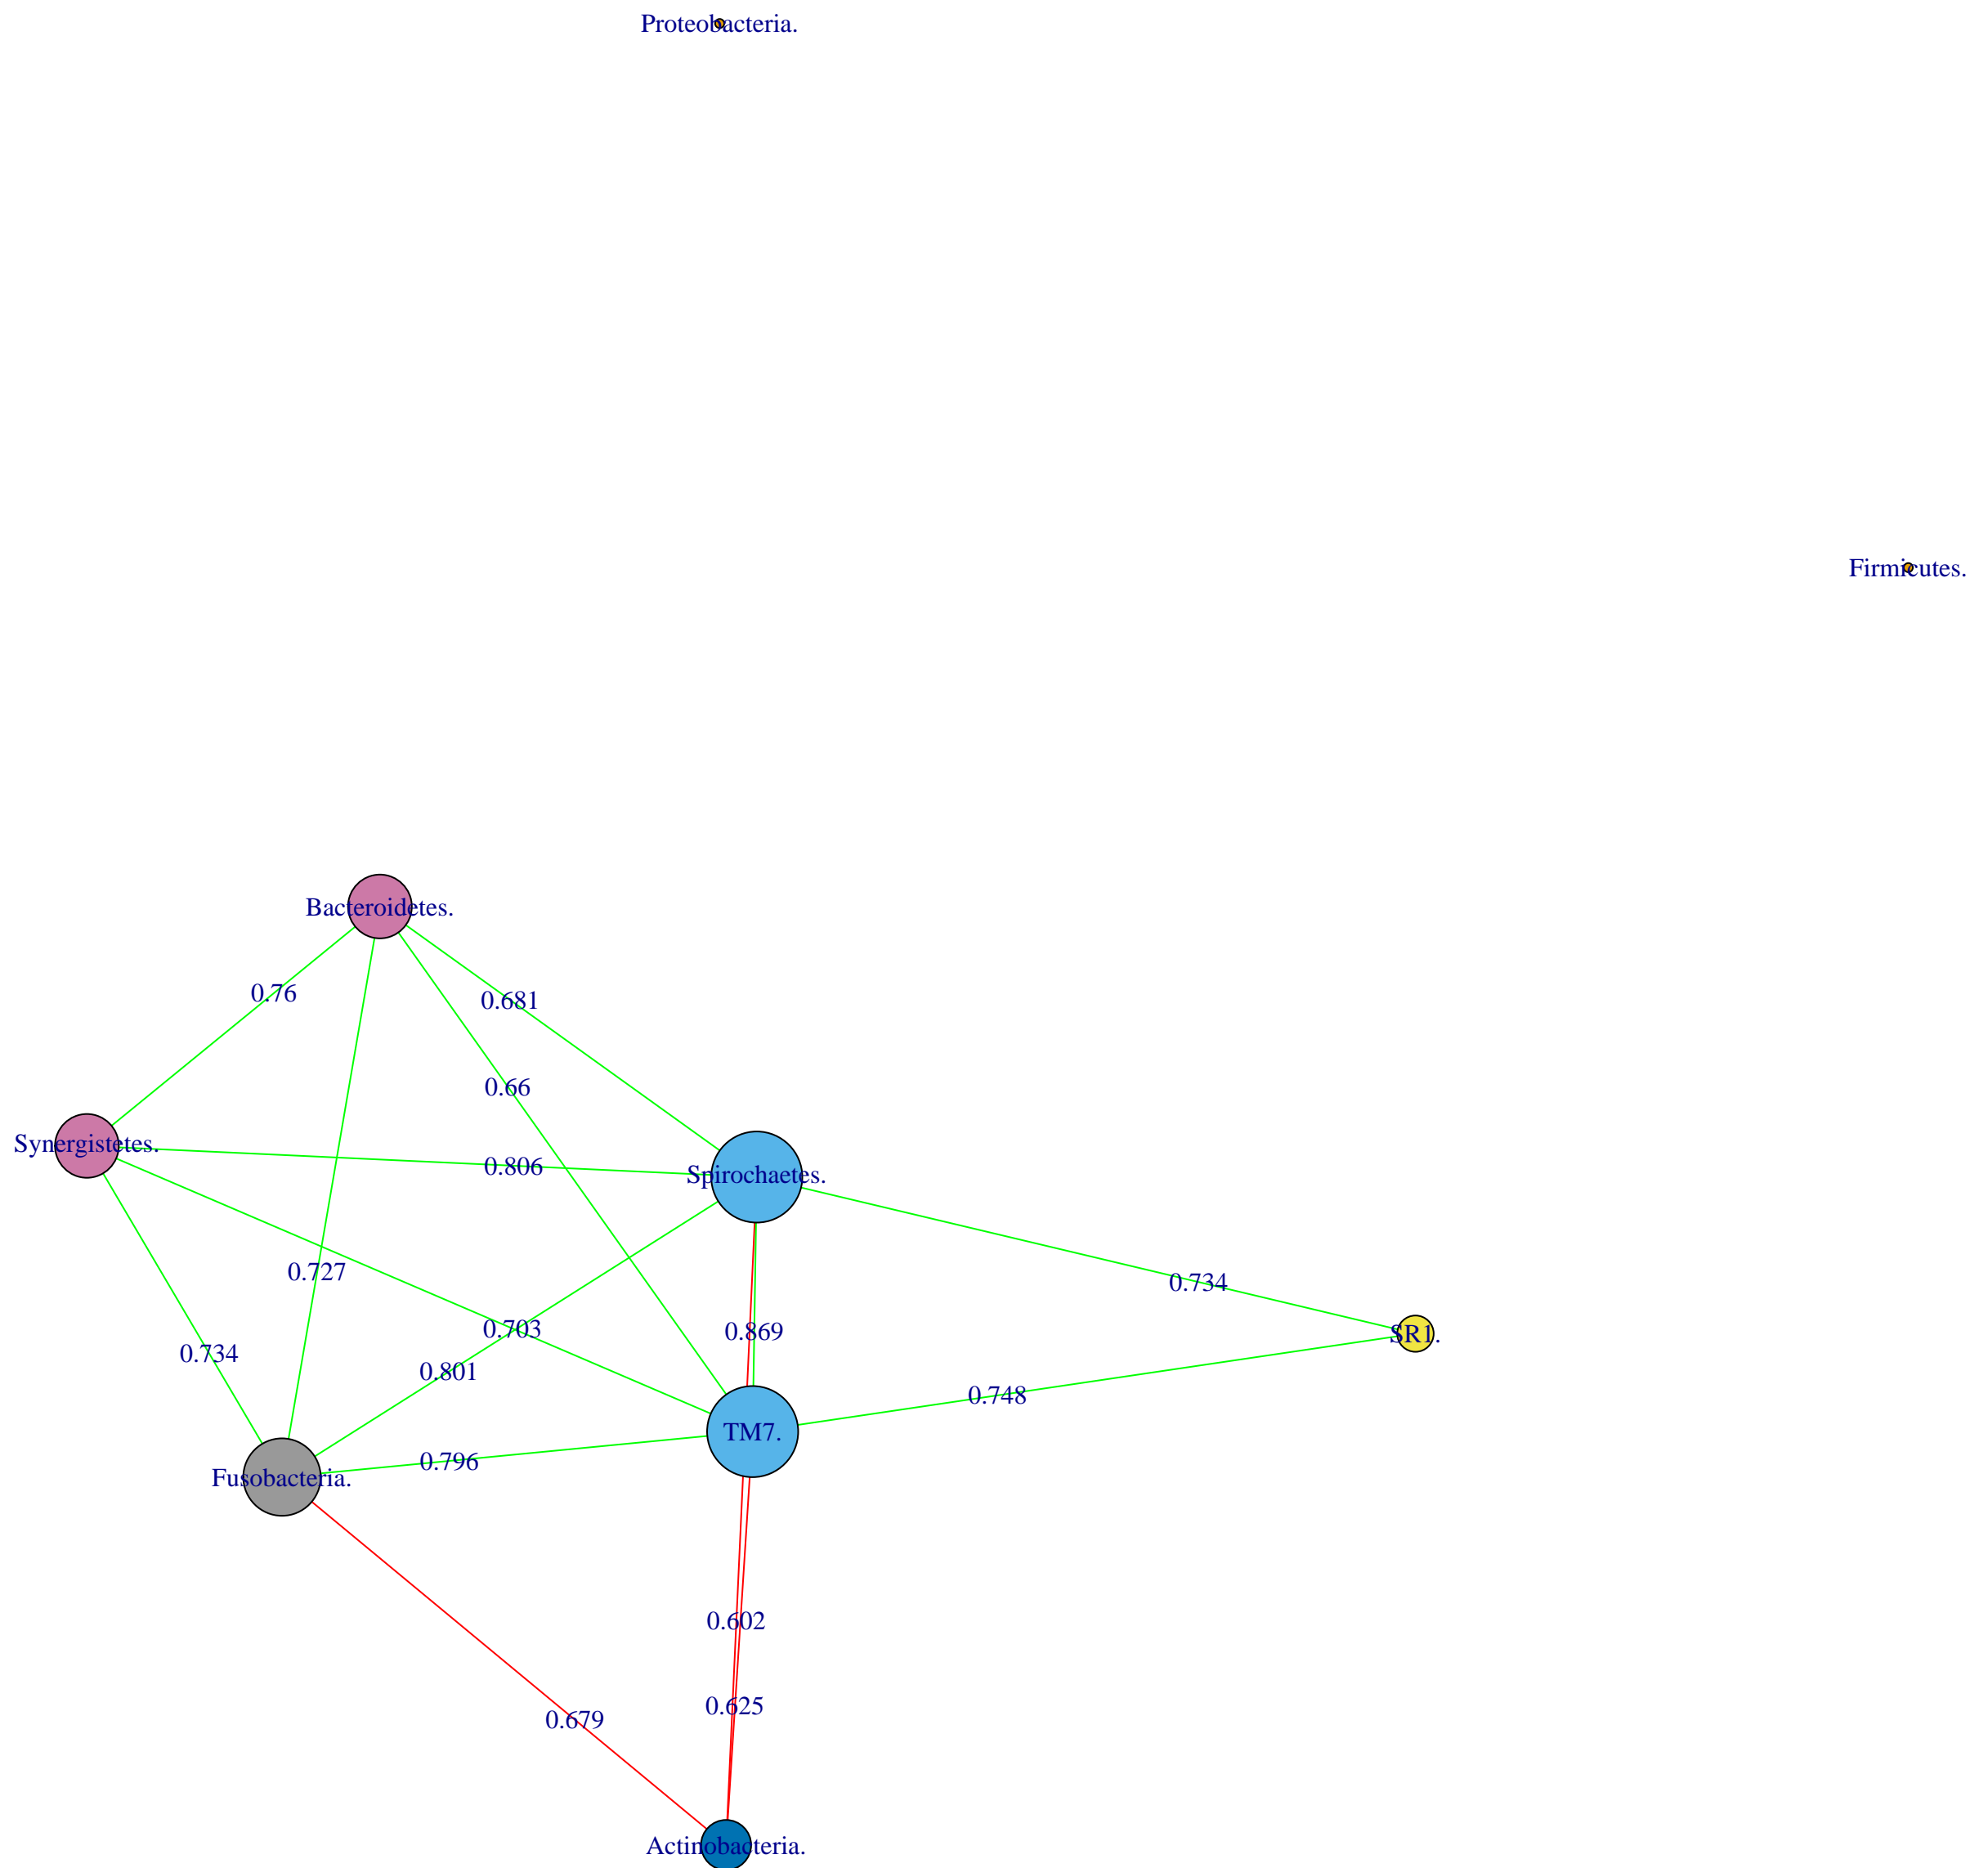 Proteobacteria.
Firmicutes.
Bacteroidetes.
0.76
0.681
0.66
Synergistetes.
0.806
Spirochaetes.
0.727
0.734
0.703
0.869
SR1.
0.734
0.801
0.748
TM7.
0.796
Fusobacteria.
0.602
0.625
0.679
Actinobacteria.